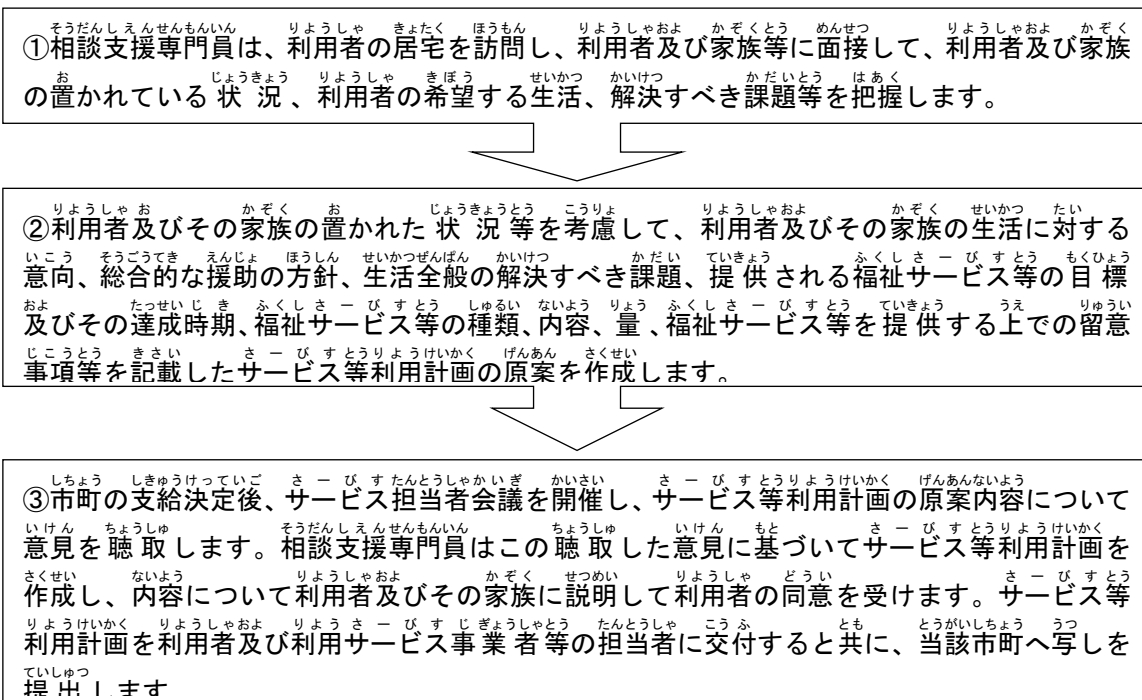 ①相談支援専門員は、利用者の居宅を訪問し、利用者及び家族等に面接して、利用者及び家族
の置かれている状況、利用者の希望する生活、解決すべき課題等を把握します。
②利用者及びその家族の置かれた状況等を考慮して、利用者及びその家族の生活に対する
意向、総合的な援助の方針、生活全般の解決すべき課題、提供される福祉サービス等の目標
及びその達成時期、福祉サービス等の種類、内容、量、福祉サービス等を提供する上での留意
事項等を記載したサービス等利用計画の原案を作成します。
③市町の支給決定後、サービス担当者会議を開催し、サービス等利用計画の原案内容について
意見を聴取します。相談支援専門員はこの聴取した意見に基づいてサービス等利用計画を
作成し、内容について利用者及びその家族に説明して利用者の同意を受けます。サービス等
利用計画を利用者及び利用サービス事業者等の担当者に交付すると共に、当該市町へ写しを
提出します